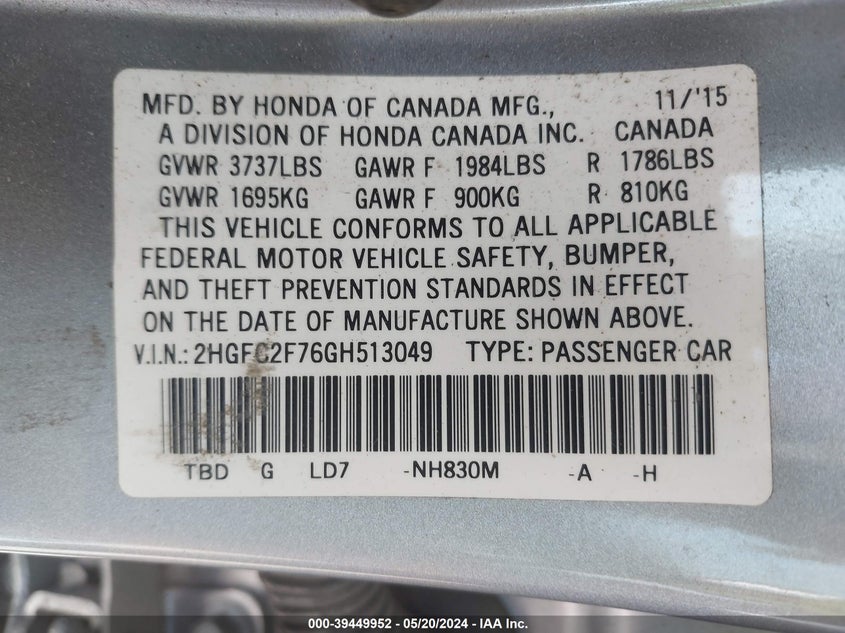 MFD. BY HONDA OF CANADA MFG., 11/'15
A DIVISION OF HONDA CANADA INC. CANADA
GVWR 3737LBS GAWR F 1984LBS R 1786LBS
GVWR 1695KG GAWR F 900KG R 810KG
THIS VEHICLE CONFORMS TO ALL APPLICABLE
FEDERAL MOTOR VEHICLE SAFETY, BUMPER,
AND THEFT PREVENTION STANDARDS IN EFFECT
ON THE DATE OF MANUFACTURE SHOWN ABOVE.
V.I.N.: 2HGFC2F76GH513049 TYPE: PASSENGER CAR
TBD G LD7 -NH830M -A -H
000-39449952 - 05/20/2024 - IAA Inc.